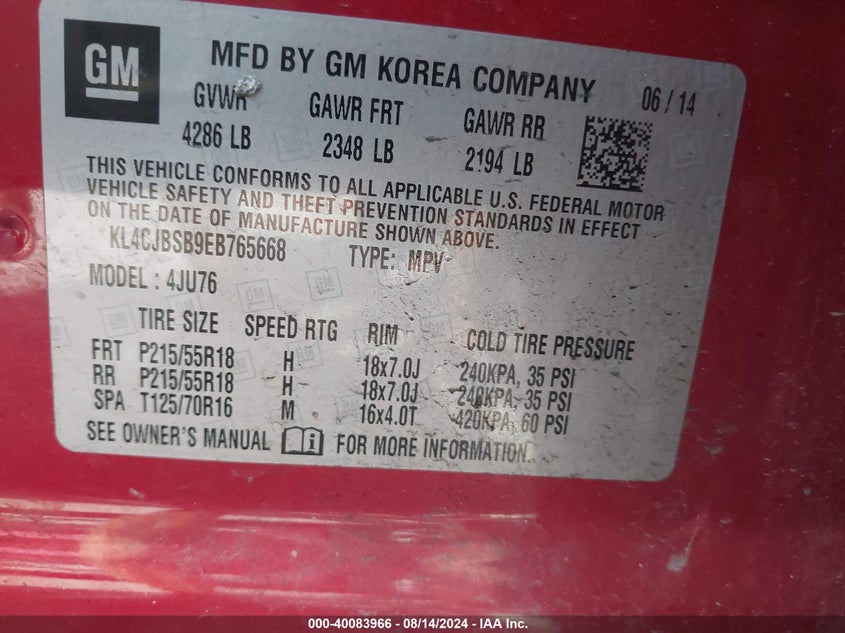 GM MFD BY GM KOREA COMPANY 06 / 14
GVWR GAWR FRT GAWR RR
4286 LB 2348 LB 2194 LB
THIS VEHICLE CONFORMS TO ALL APPLICABLE U.S. FEDERAL MOTOR
VEHICLE SAFETY AND THEFT PREVENTION STANDARDS IN EFFECT
ON THE DATE OF MANUFACTURE SHOWN ABOVE.
KL4CJBSB9EB765668 TYPE: MPV
MODEL : 4JU76
TIRE SIZE SPEED RTG RIM COLD TIRE PRESSURE
FRT P215/55R18 H 18x7.0J 240KPA, 35 PSI
RR P215/55R18 H 18x7.0J 240KPA, 35 PSI
SPA T125/70R16 M 16x4.0T 420KPA, 60 PSI
SEE OWNER'S MANUAL FOR MORE INFORMATION.
000-40083966 - 08/14/2024 - IAA Inc.